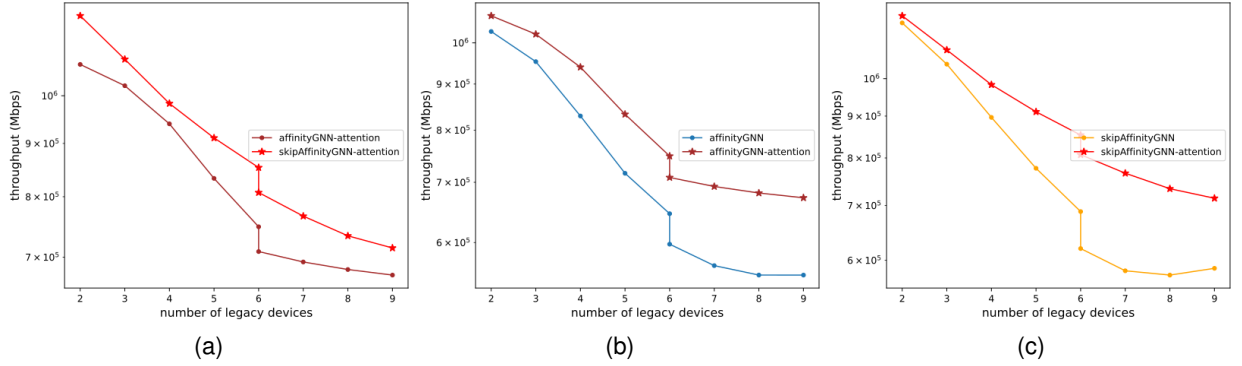 throughput (Mbps)
10⁶
9 × 10⁵
8 × 10⁵
7 × 10⁵
affinityGNN-attention
skipAffinityGNN-attention
2 3 4 5 6 7 8 9
number of legacy devices
(a)
throughput (Mbps)
10⁶
9 × 10⁵
8 × 10⁵
7 × 10⁵
6 × 10⁵
affinityGNN
affinityGNN-attention
2 3 4 5 6 7 8 9
number of legacy devices
(b)
throughput (Mbps)
10⁶
9 × 10⁵
8 × 10⁵
7 × 10⁵
6 × 10⁵
skipAffinityGNN
skipAffinityGNN-attention
2 3 4 5 6 7 8 9
number of legacy devices
(c)